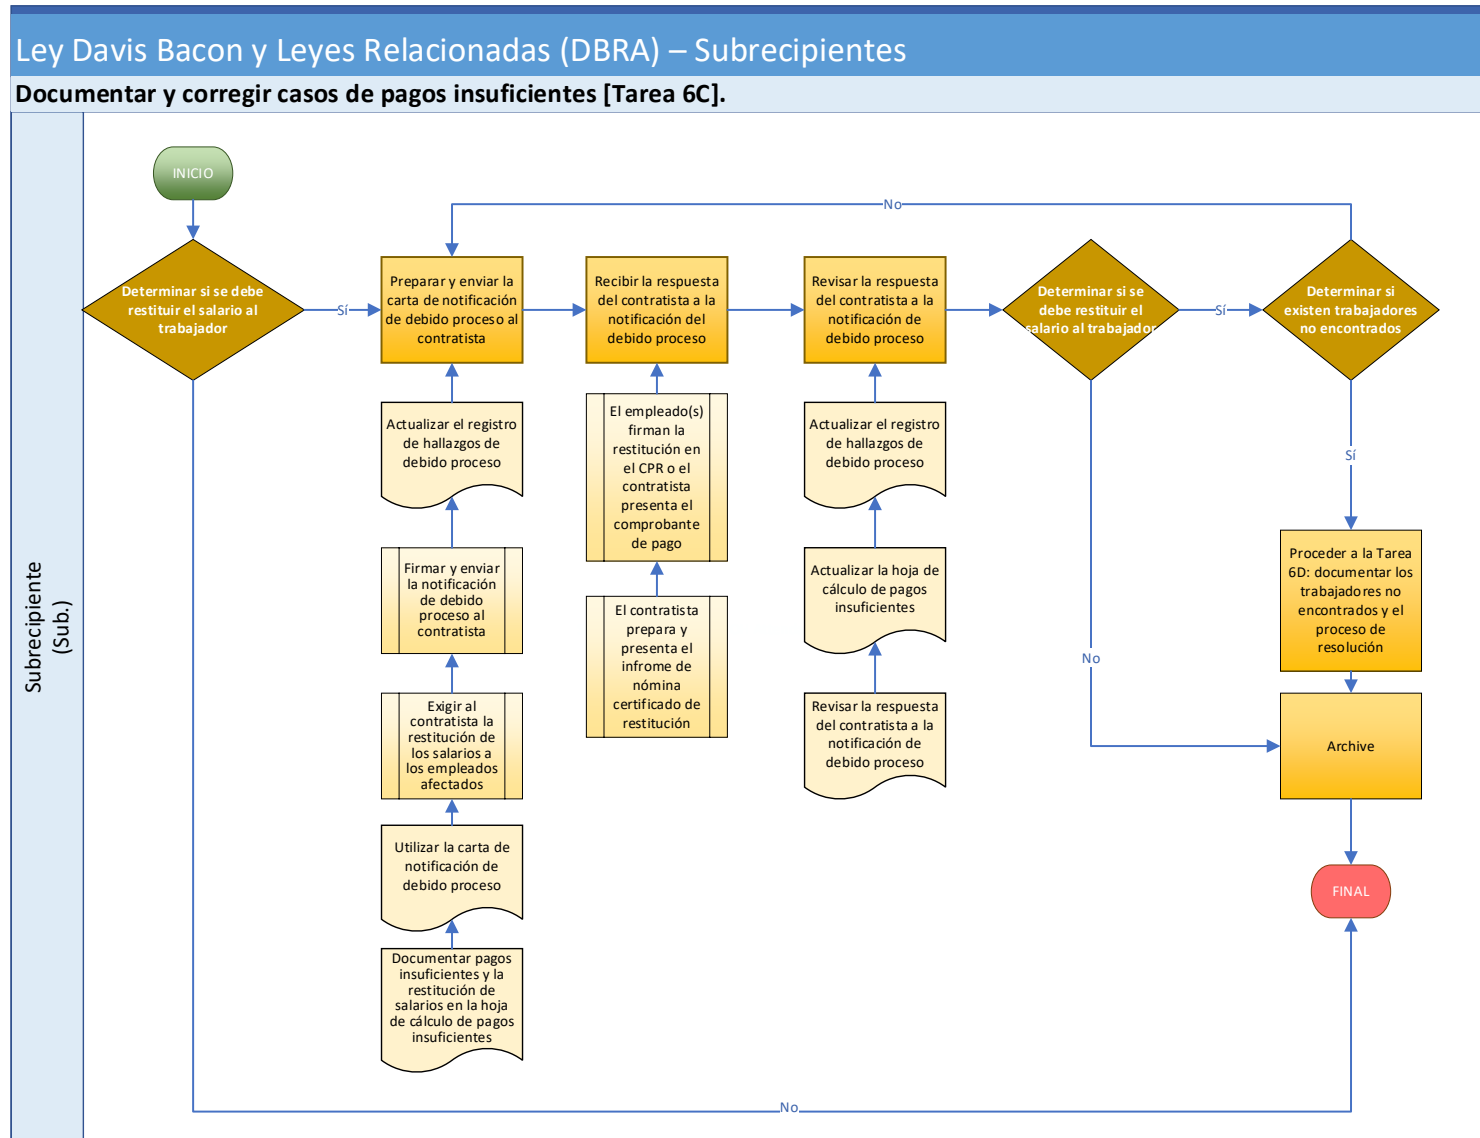 Ley Davis Bacon y Leyes Relacionadas (DBRA) – Subrecipientes
Documentar y corregir casos de pagos insuficientes [Tarea 6C].
Subrecipiente
(Sub.)
INICIO
Determinar si se debe
restituir el salario al
trabajador
Sí
No
Preparar y enviar la
carta de notificación
de debido proceso al
contratista
Actualizar el registro
de hallazgos de
debido proceso
Firmar y enviar
la notificación
de debido
proceso al
contratista
Exigir al
contratista la
restitución de
los salarios a
los empleados
afectados
Utilizar la carta de
notificación de
debido proceso
Documentar pagos
insuficientes y la
restitución de
salarios en la hoja
de cálculo de pagos
insuficientes
Recibir la respuesta
del contratista a la
notificación del
debido proceso
El empleado(s)
firman la
restitución en
el CPR o el
contratista
presenta el
comprobante
de pago
El contratista
prepara y
presenta el
infrome de
nómina
certificado de
restitución
Revisar la respuesta
del contratista a la
notificación de
debido proceso
Actualizar el registro
de hallazgos de
debido proceso
Actualizar la hoja de
cálculo de pagos
insuficientes
Revisar la respuesta
del contratista a la
notificación de
debido proceso
Determinar si se
debe restituir el
salario al trabajador
Sí
No
Determinar si
existen trabajadores
no encontrados
No
Sí
Proceder a la Tarea
6D: documentar los
trabajadores no
encontrados y el
proceso de
resolución
Archive
FINAL